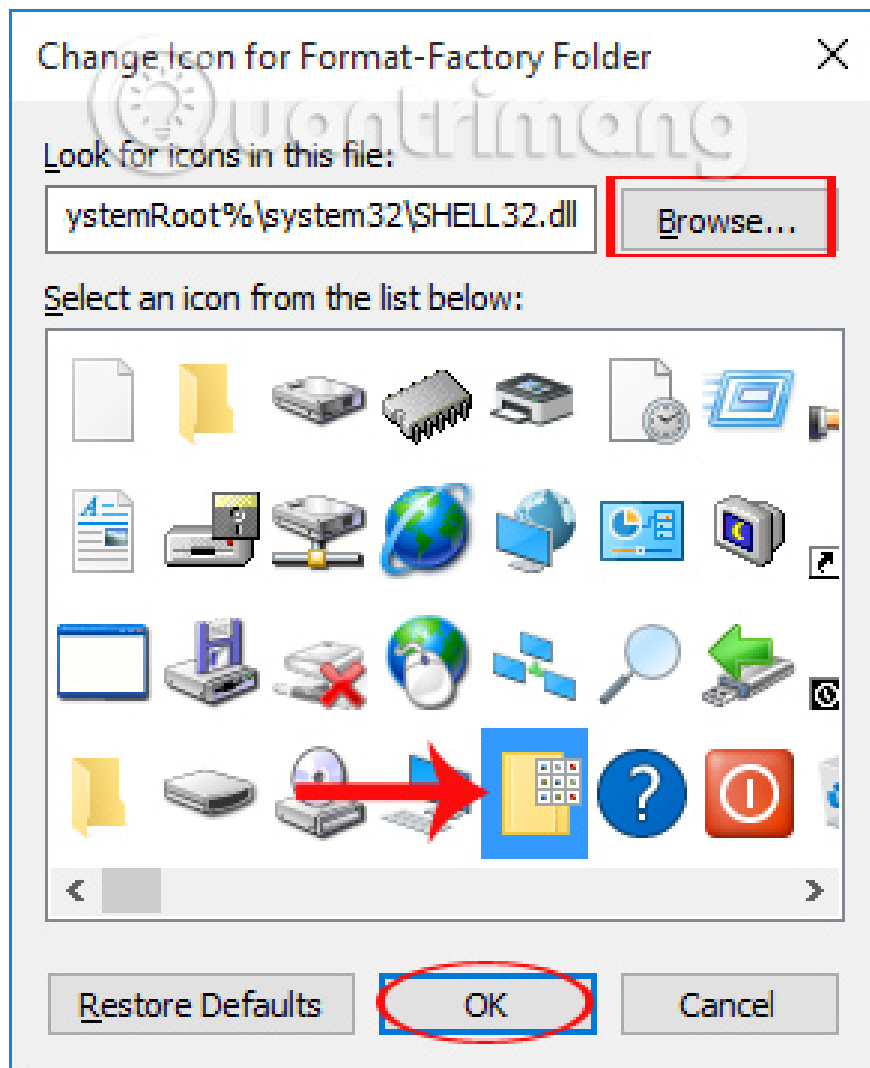 Change Icon for Format-Factory Folder
Quantrimang
Look for icons in this file:
ystemRoot%\system32\SHELL32.dll
Browse...
Select an icon from the list below:
Restore Defaults
OK
Cancel